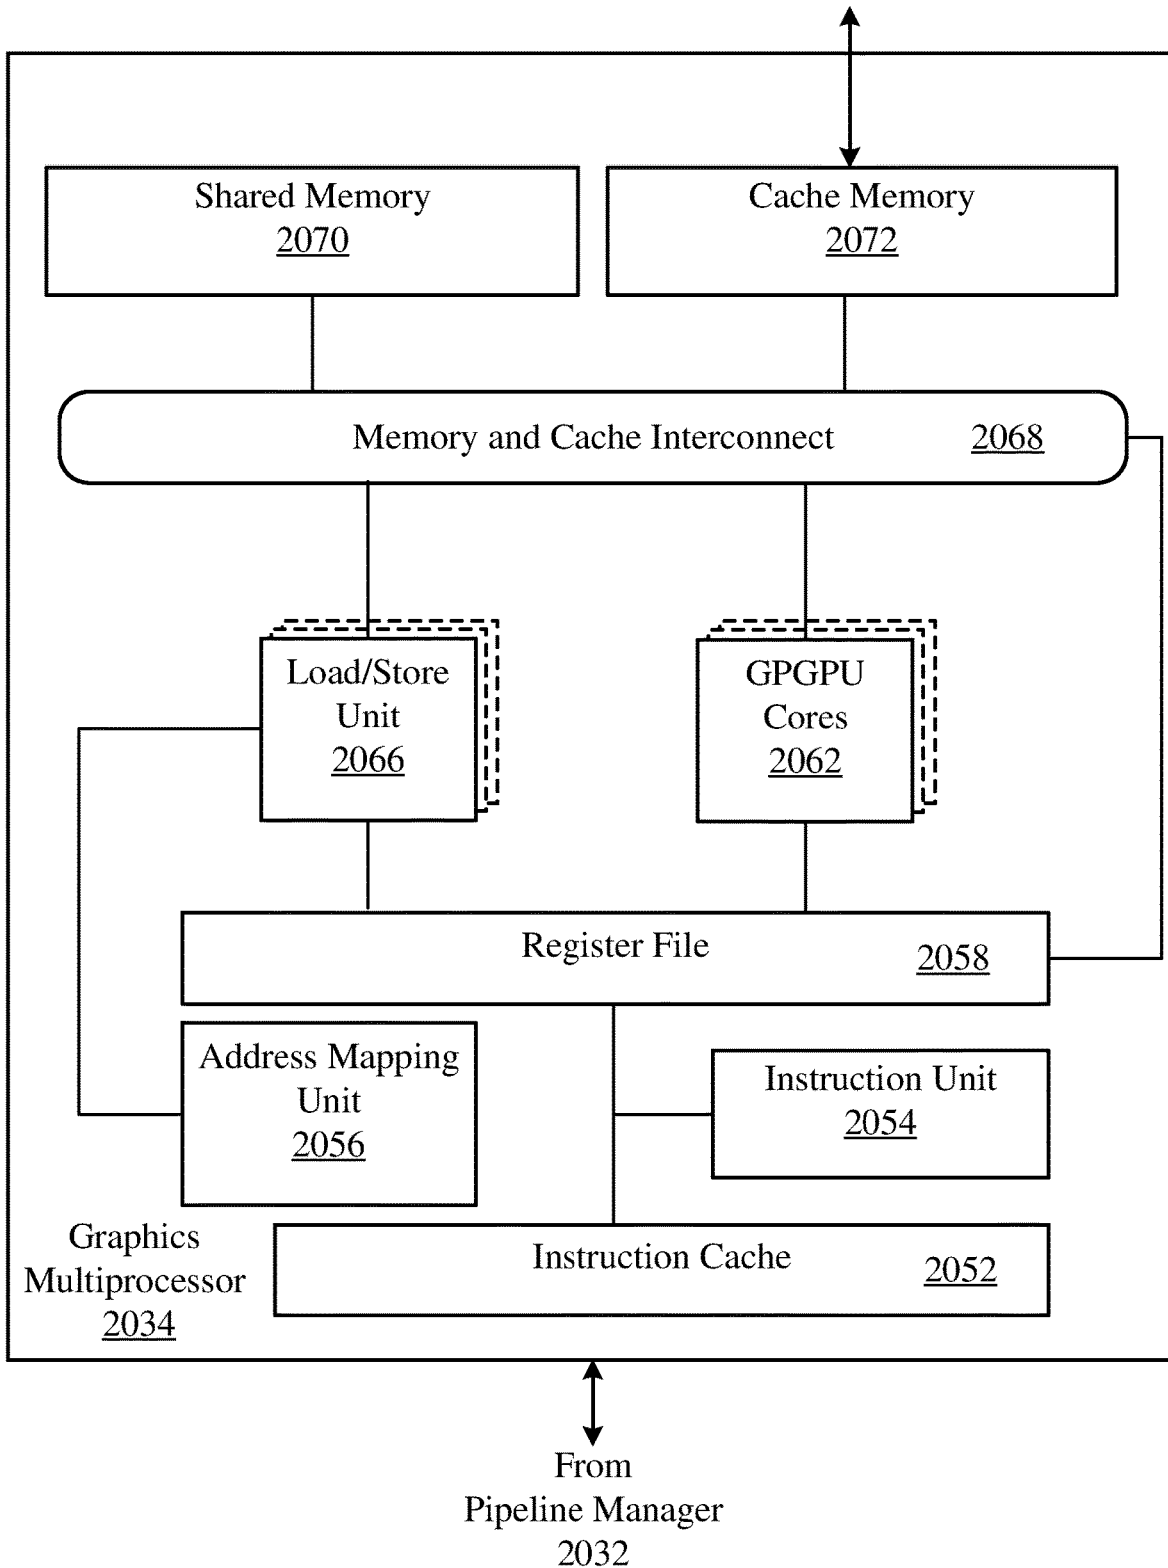 Shared Memory
2070
Cache Memory
2072
Memory and Cache Interconnect 2068
Load/Store
Unit
2066
GPGPU
Cores
2062
Register File 2058
Address Mapping
Unit
2056
Instruction Unit
2054
Graphics
Multiprocessor
2034
Instruction Cache 2052
From
Pipeline Manager
2032